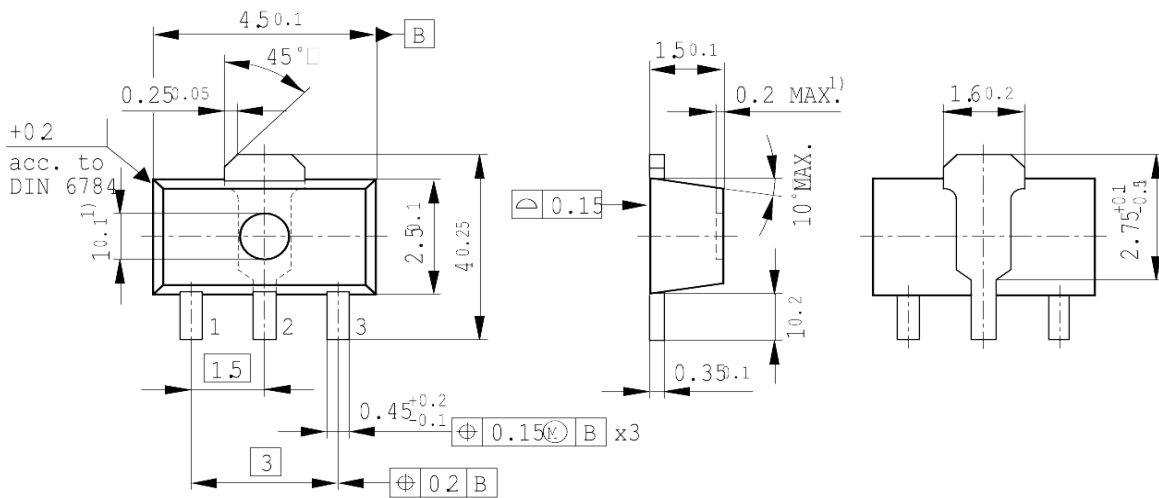 4.5 0.1
B
45°
0.25 0.05
+0.2
acc. to
DIN 6784
1 0.1 1)
2.5 0.1
4 0.25
1
2
3
1.5
0.45 +0.2 -0.1
0.15 Ⓜ B x3
3
0.2 B
1.5 0.1
0.2 MAX. 1)
10° MAX.
D 0.15
1 0.2
0.35 0.1
1.6 0.2
2.75 +0.1